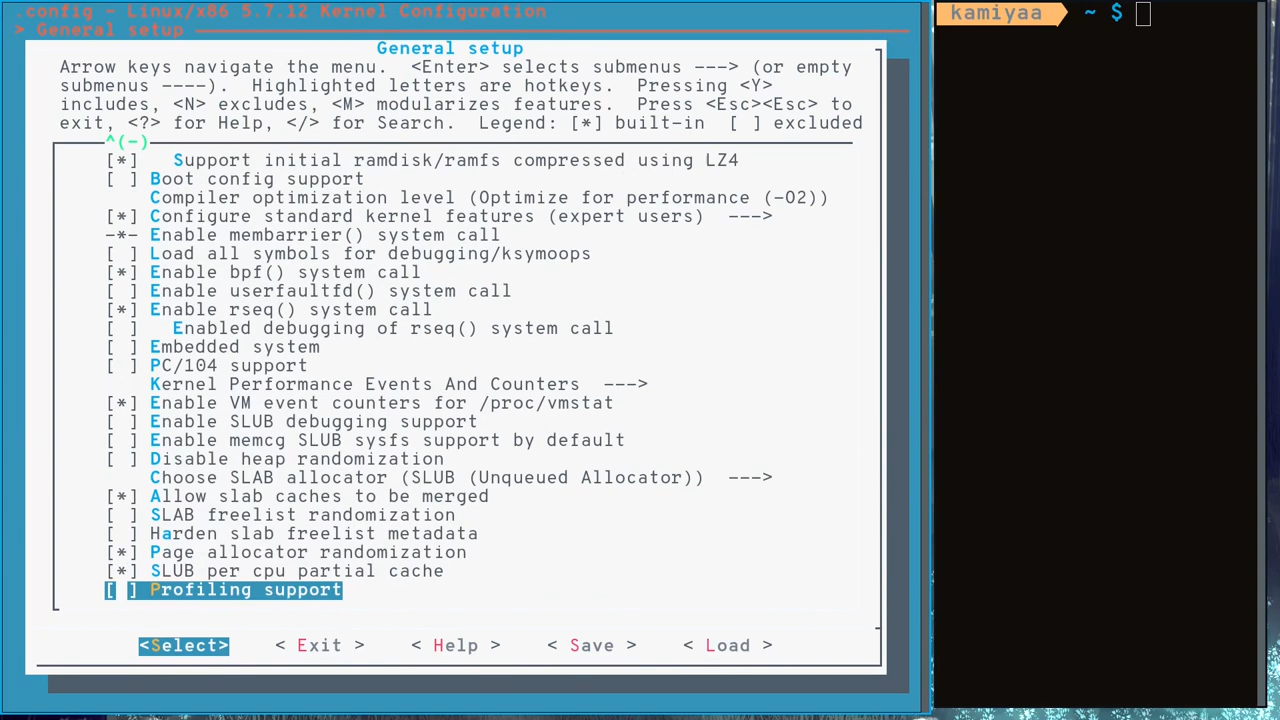 .config - Linux/x86 5.7.12 Kernel Configuration
> General setup
General setup
Arrow keys navigate the menu.  <Enter> selects submenus ---> (or empty
submenus ----).  Highlighted letters are hotkeys.  Pressing <Y>
includes, <N> excludes, <M> modularizes features.  Press <Esc><Esc> to
exit, <?> for Help, </> for Search.  Legend: [*] built-in  [ ] excluded
^(-)
[*]   Support initial ramdisk/ramfs compressed using LZ4
[ ] Boot config support
Compiler optimization level (Optimize for performance (-O2))
[*] Configure standard kernel features (expert users)  --->
-*- Enable membarrier() system call
[ ] Load all symbols for debugging/ksymoops
[*] Enable bpf() system call
[ ] Enable userfaultfd() system call
[*] Enable rseq() system call
[ ]   Enabled debugging of rseq() system call
[ ] Embedded system
[ ] PC/104 support
Kernel Performance Events And Counters  --->
[*] Enable VM event counters for /proc/vmstat
[ ] Enable SLUB debugging support
[ ] Enable memcg SLUB sysfs support by default
[ ] Disable heap randomization
Choose SLAB allocator (SLUB (Unqueued Allocator))  --->
[*] Allow slab caches to be merged
[ ] SLAB freelist randomization
[ ] Harden slab freelist metadata
[*] Page allocator randomization
[*] SLUB per cpu partial cache
[ ] Profiling support
<Select>    < Exit >    < Help >    < Save >    < Load >
kamiyaa ~ $